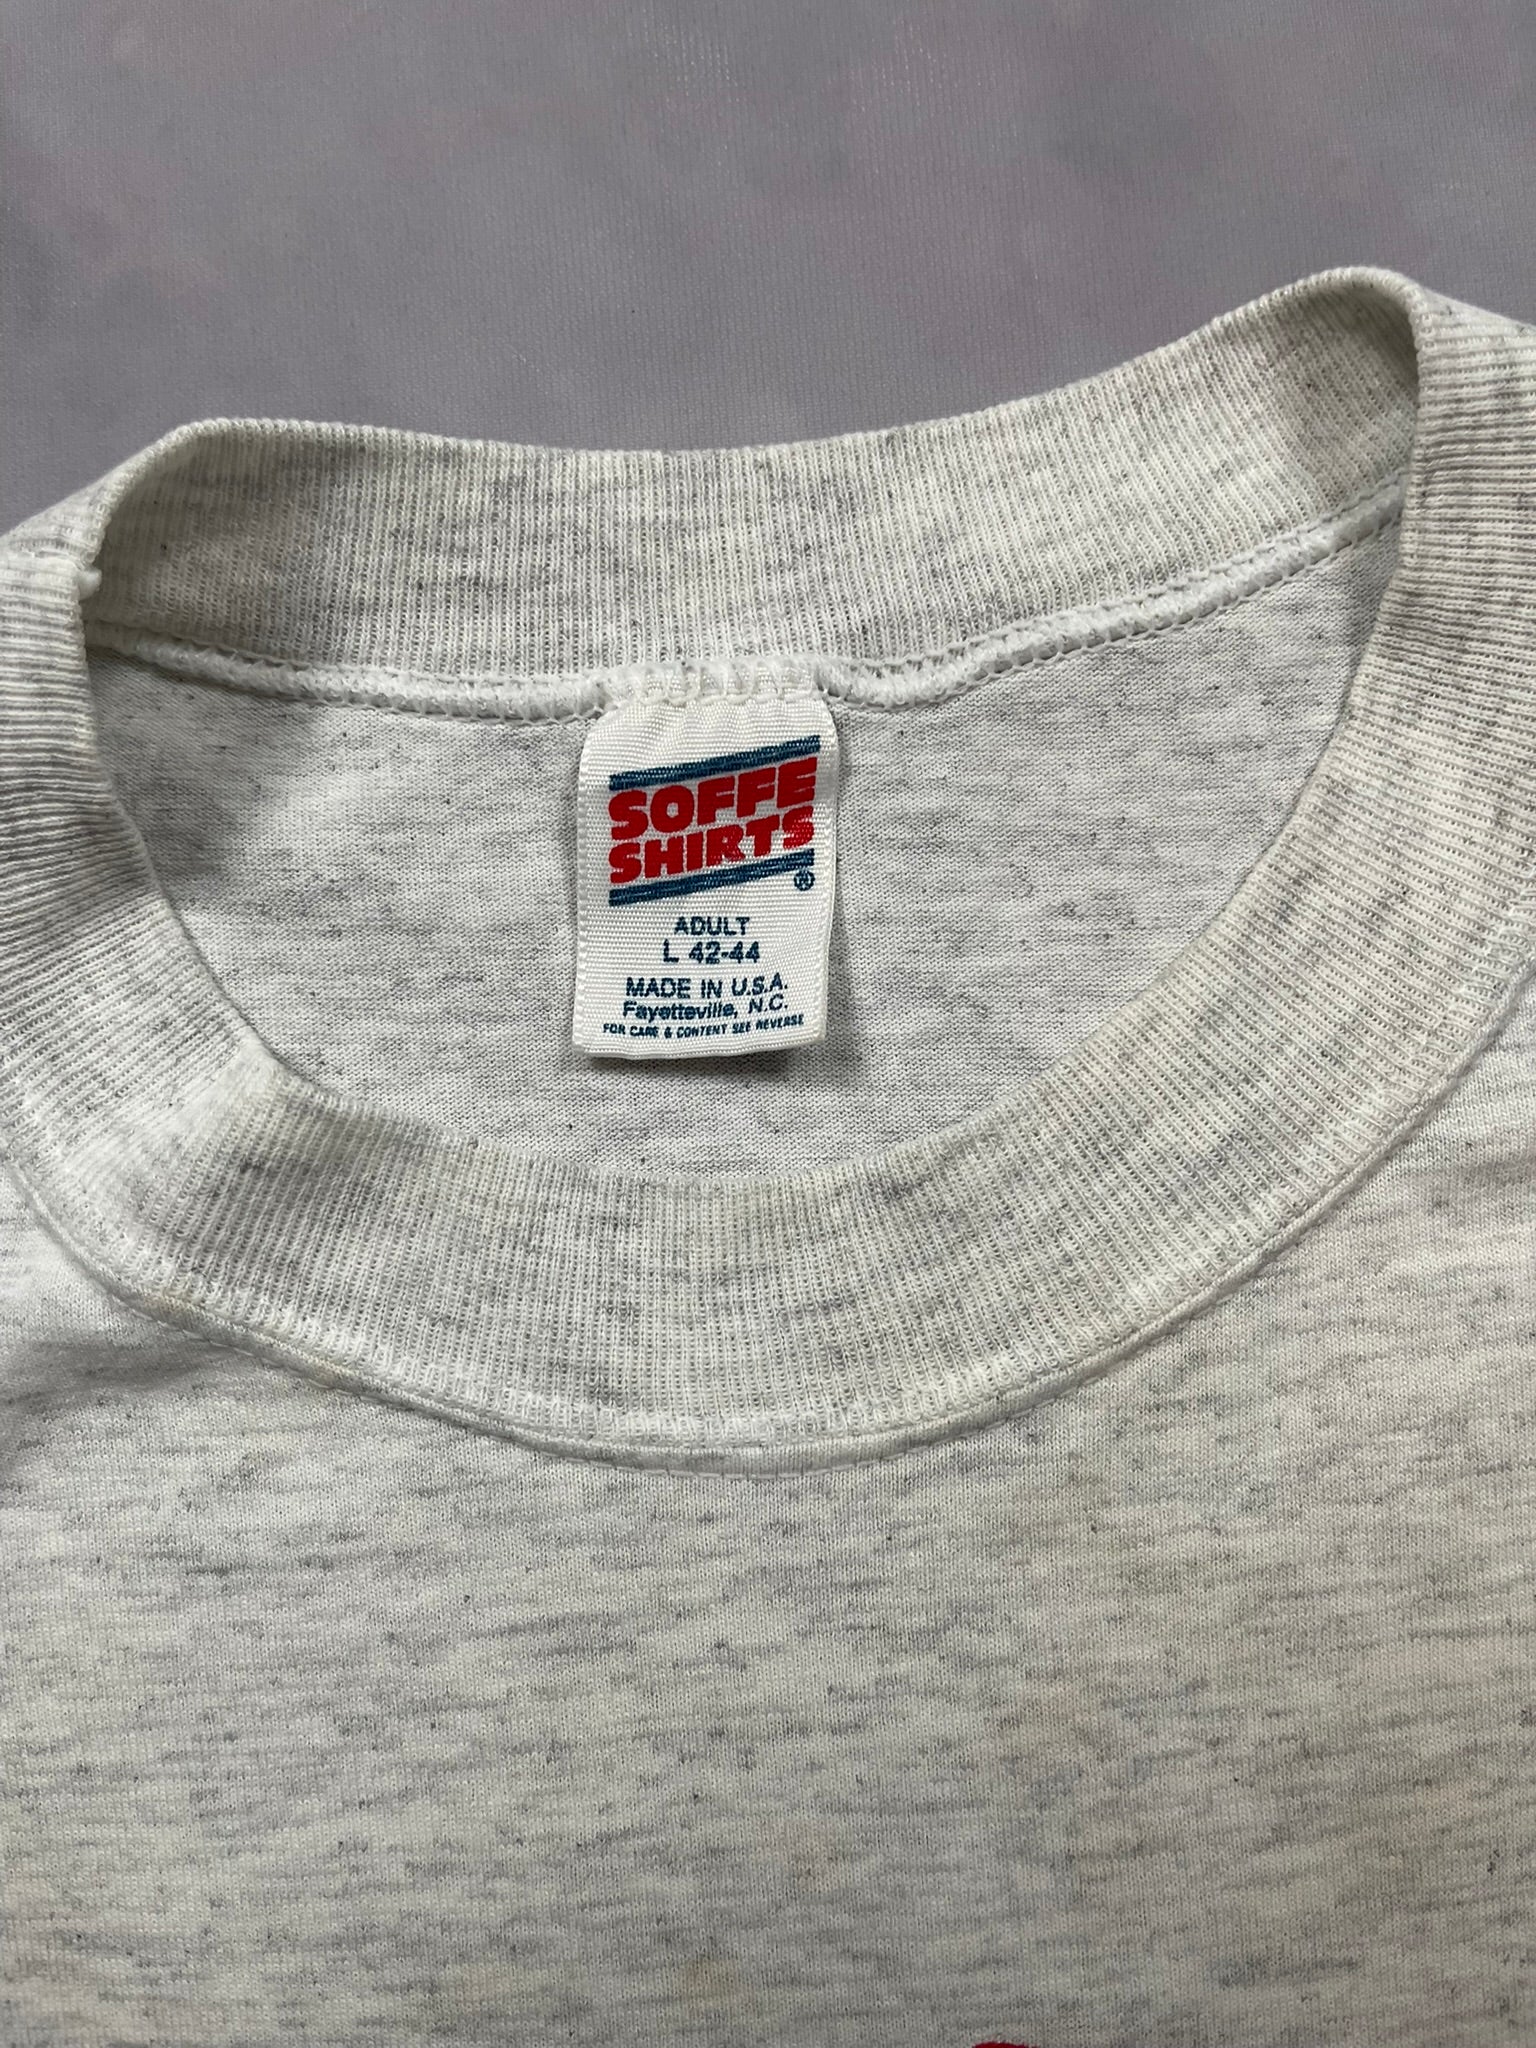 SOFFE
SHIRTS
®
ADULT
L 42-44
MADE IN U.S.A.
Fayetteville, N.C.
FOR CARE & CONTENT SEE REVERSE